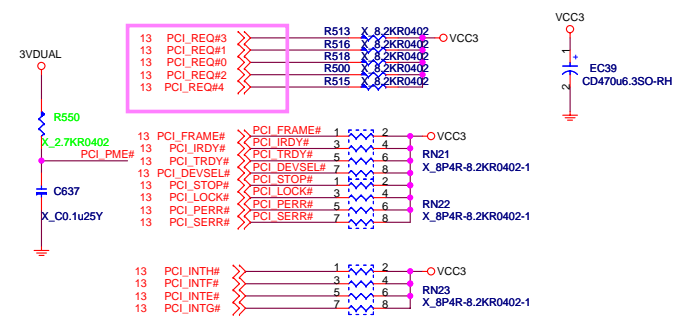 VCC3
R513 X_8.2KR0402
13 PCI_REQ#3
VCC3
R516 X_8.2KR0402
13 PCI_REQ#1
R518 X_8.2KR0402
13 PCI_REQ#0
R500 X_8.2KR0402
13 PCI_REQ#2
R515 X_8.2KR0402
13 PCI_REQ#4
1
+
EC39
CD470u6.3SO-RH
2
3VDUAL
R550
X_2.7KR0402
PCI_PME#
C637
X_C0.1u25Y
13 PCI_FRAME# PCI_FRAME# 1 2 VCC3
13 PCI_IRDY# PCI_IRDY# 3 4
13 PCI_TRDY# PCI_TRDY# 5 6 RN21
13 PCI_DEVSEL# PCI_DEVSEL# 7 8 X_8P4R-8.2KR0402-1
13 PCI_STOP# PCI_STOP# 1 2
13 PCI_LOCK# PCI_LOCK# 3 4
13 PCI_PERR# PCI_PERR# 5 6 RN22
13 PCI_SERR# PCI_SERR# 7 8 X_8P4R-8.2KR0402-1
13 PCI_INTH# 1 2 VCC3
13 PCI_INTF# 3 4
13 PCI_INTE# 5 6 RN23
13 PCI_INTG# 7 8 X_8P4R-8.2KR0402-1